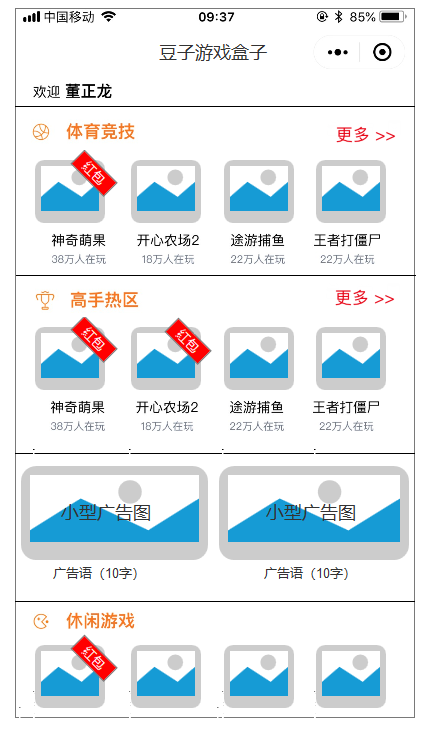 中国移动 09:37 85%
豆子游戏盒子
欢迎 董正龙
体育竞技 更多 >>
红包
神奇萌果 开心农场2 途游捕鱼 王者打僵尸
38万人在玩 18万人在玩 22万人在玩 22万人在玩
高手热区 更多 >>
红包 红包
神奇萌果 开心农场2 途游捕鱼 王者打僵尸
38万人在玩 18万人在玩 22万人在玩 22万人在玩
小型广告图 小型广告图
广告语（10字） 广告语（10字）
休闲游戏
红包